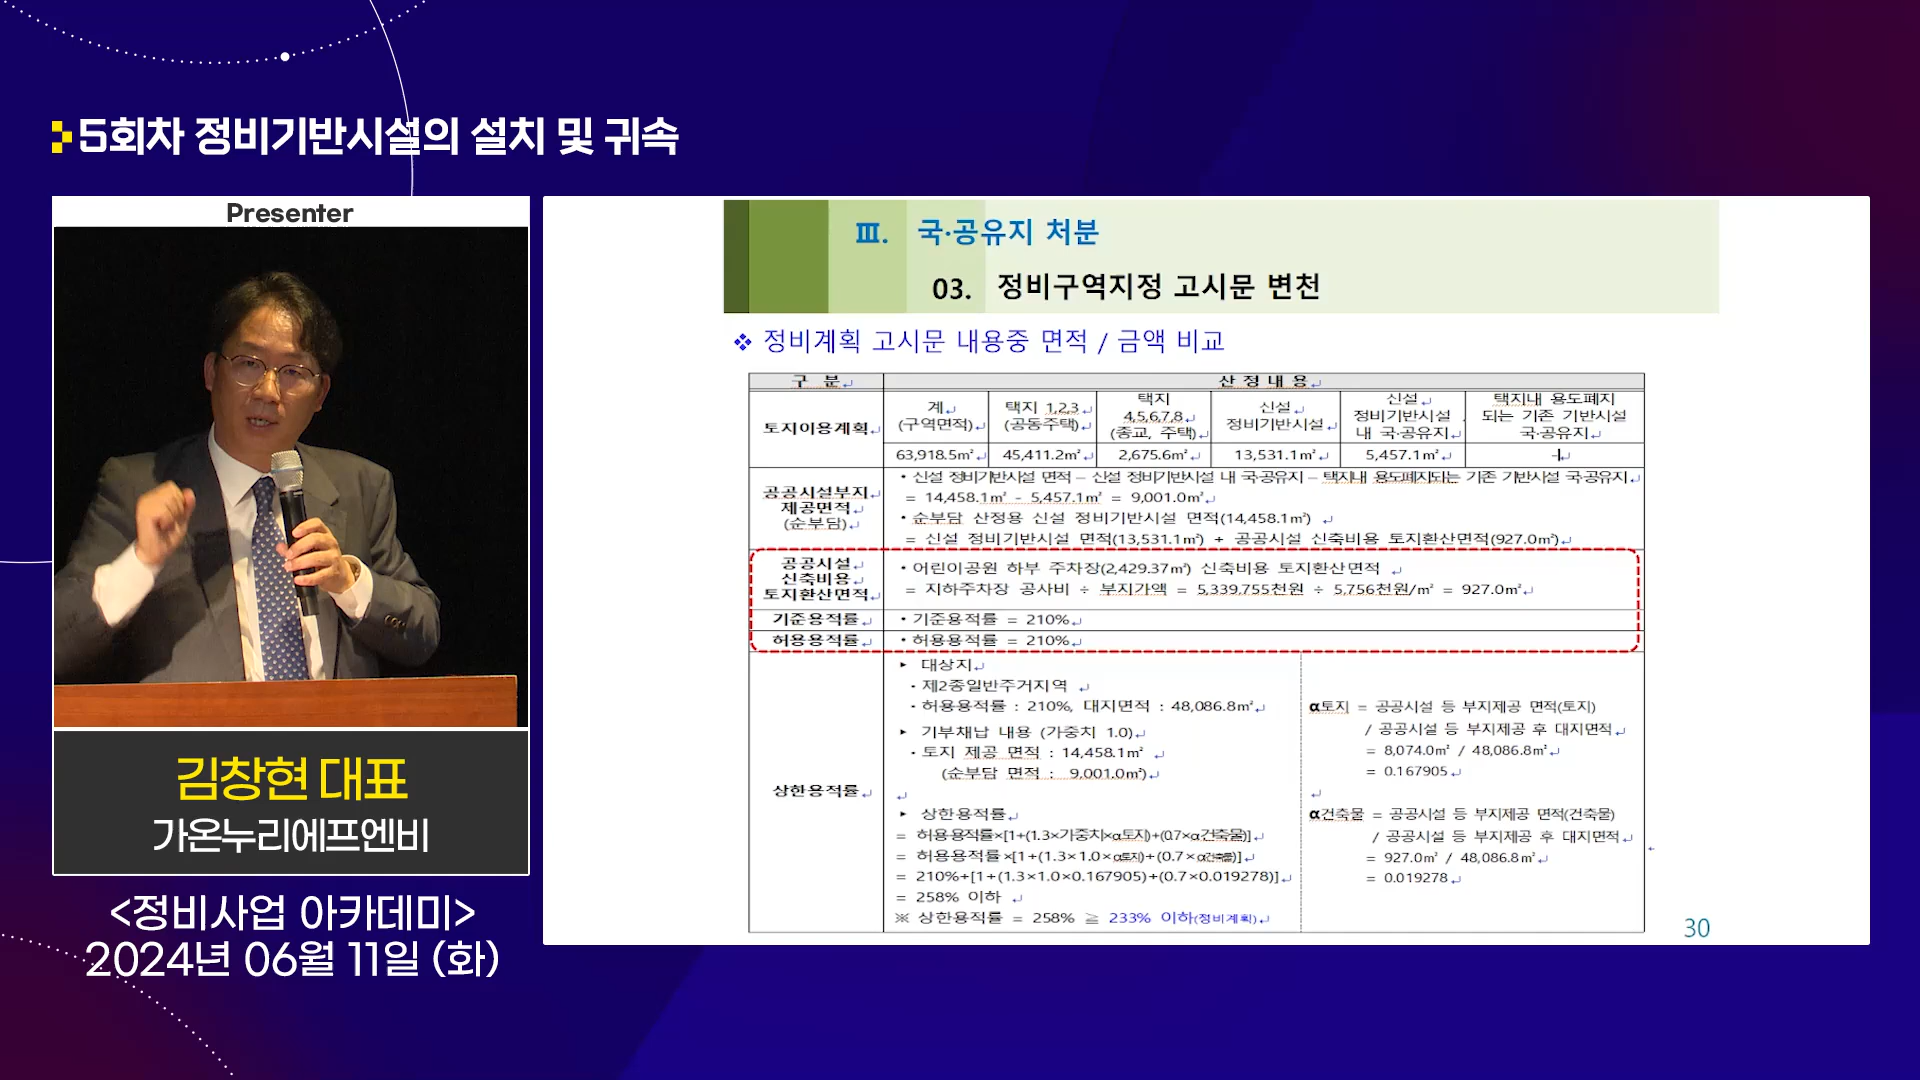 5회차 정비기반시설의 설치 및 귀속
Presenter
김창현 대표
가온누리에프엔비
<정비사업 아카데미>
2024년 06월 11일 (화)
Ⅲ. 국·공유지 처분
03. 정비구역지정 고시문 변천
❖ 정비계획 고시문 내용중 면적 / 금액 비교
구 분 산 정 내 용
토지이용계획
계 (구역면적)
택지 1,2,3 (공동주택)
택지 4,5,6,7,8 (종교, 주택)
신설 정비기반시설
신설 정비기반시설 내 국·공유지
택지내 용도폐지 되는 기존 기반시설 국·공유지
63,918.5㎡ 45,411.2㎡ 2,675.6㎡ 13,531.1㎡ 5,457.1㎡ -
공공시설부지
제공면적
(순부담)
• 신설 정비기반시설 면적 – 신설 정비기반시설 내 국·공유지 – 택지내 용도폐지되는 기존 기반시설 국·공유지
= 14,458.1㎡ - 5,457.1㎡ = 9,001.0㎡
• 순부담 산정용 신설 정비기반시설 면적(14,458.1㎡)
= 신설 정비기반시설 면적(13,531.1㎡) + 공공시설 신축비용 토지환산면적(927.0㎡)
공공시설
신축비용
토지환산면적
• 어린이공원 하부 주차장(2,429.37㎡) 신축비용 토지환산면적
= 지하주차장 공사비 ÷ 부지가액 = 5,339,755천원 ÷ 5,756천원/㎡ = 927.0㎡
기준용적률 • 기준용적률 = 210%
허용용적률 • 허용용적률 = 210%
상한용적률
▸ 대상지
• 제2종일반주거지역
• 허용용적률 : 210%, 대지면적 : 48,086.8㎡
▸ 기부채납 내용 (가중치 1.0)
• 토지 제공 면적 : 14,458.1㎡
(순부담 면적 : 9,001.0㎡)
▸ 상한용적률
= 허용용적률×[1+(1.3×가중치×α토지)+(0.7×α건축물)]
= 허용용적률×[1+(1.3×1.0×α토지)+(0.7×α건축물)]
= 210%+[1+(1.3×1.0×0.167905)+(0.7×0.019278)]
= 258% 이하
※ 상한용적률 = 258% ≧ 233% 이하(정비계획)
α토지 = 공공시설 등 부지제공 면적(토지)
/ 공공시설 등 부지제공 후 대지면적
= 8,074.0㎡ / 48,086.8㎡
= 0.167905
α건축물 = 공공시설 등 부지제공 면적(건축물)
/ 공공시설 등 부지제공 후 대지면적
= 927.0㎡ / 48,086.8㎡
= 0.019278
30